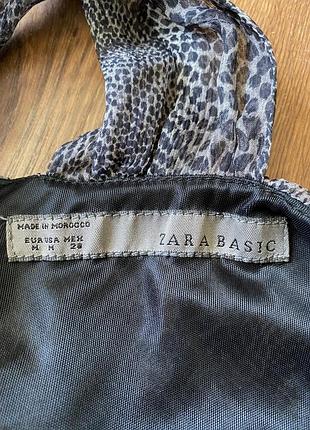 MADE IN MOROCCO
EUR USA MEX
M M 28
ZARA BASIC